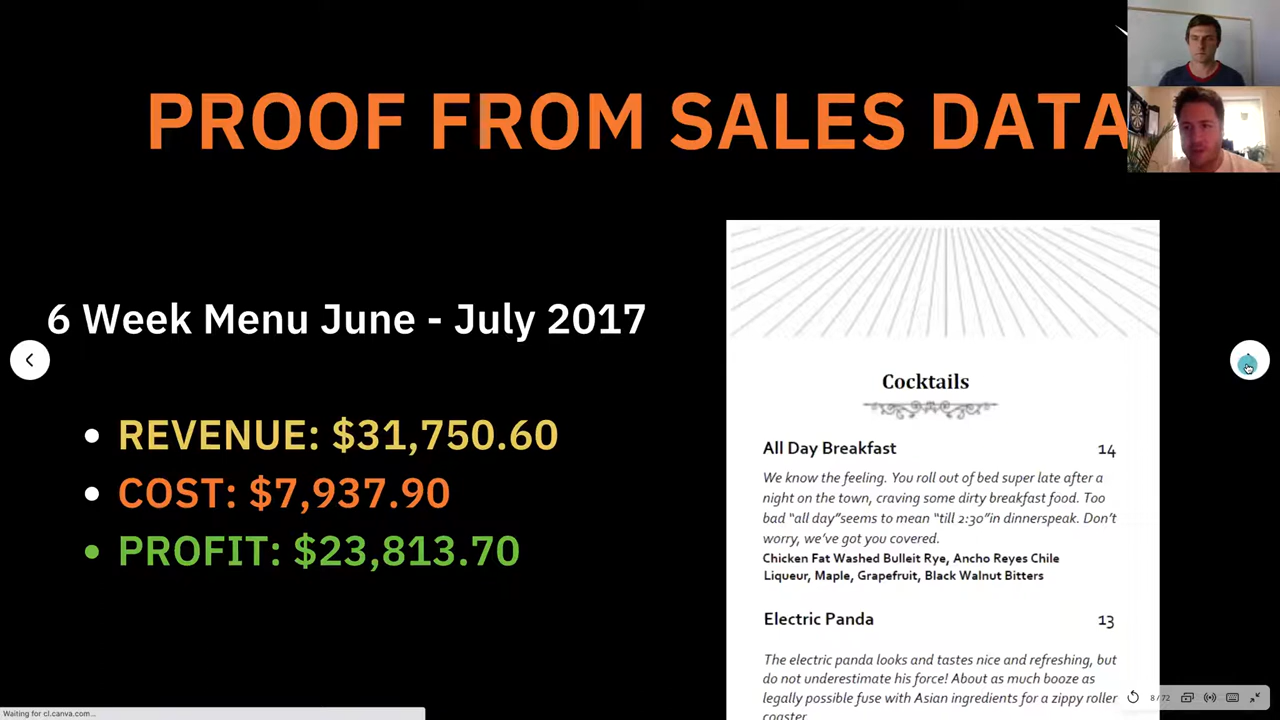 PROOF FROM SALES DATA
6 Week Menu June - July 2017
REVENUE: $31,750.60
COST: $7,937.90
PROFIT: $23,813.70
Cocktails
All Day Breakfast 14
We know the feeling. You roll out of bed super late after a
night on the town, craving some dirty breakfast food. Too
bad “all day”seems to mean “till 2:30”in dinnerspeak. Don’t
worry, we’ve got you covered.
Chicken Fat Washed Bulleit Rye, Ancho Reyes Chile
Liqueur, Maple, Grapefruit, Black Walnut Bitters
Electric Panda 13
The electric panda looks and tastes nice and refreshing, but
do not underestimate his force! About as much booze as
legally possible fuse with Asian ingredients for a zippy roller
coaster.
8 / 72
Waiting for cl.canva.com...